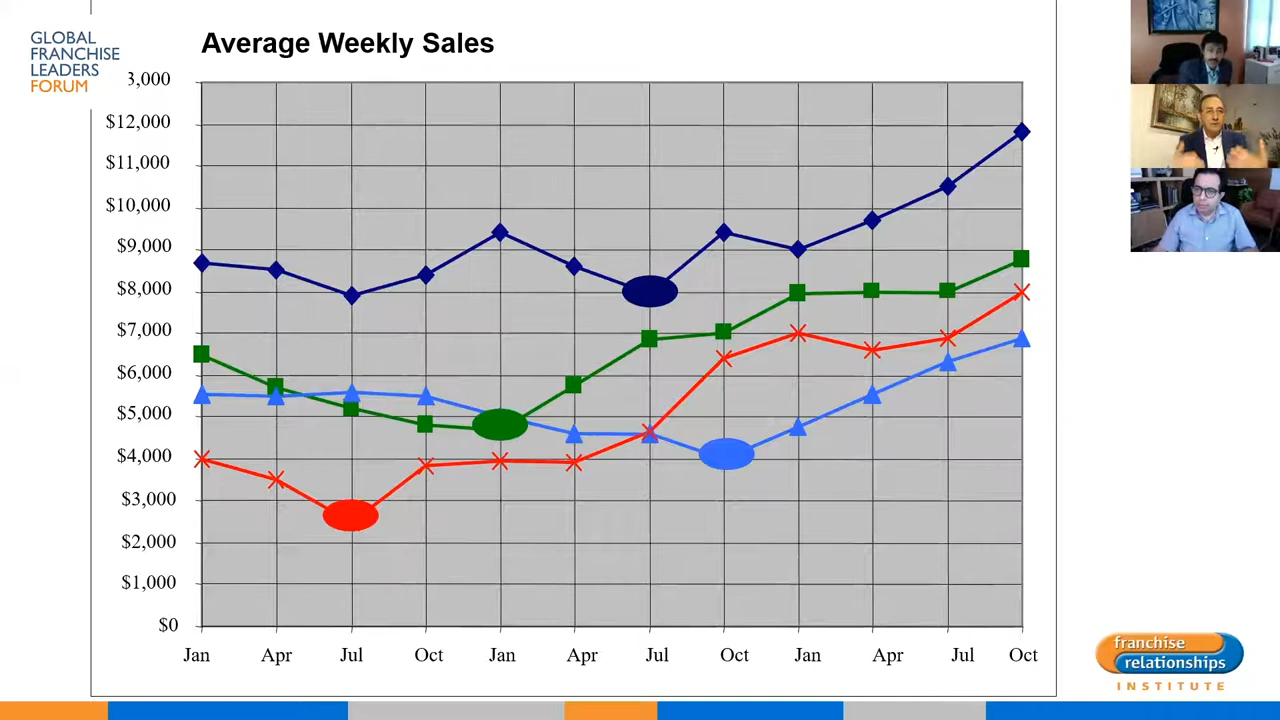 GLOBAL
FRANCHISE
LEADERS
FORUM
Average Weekly Sales
3,000
$12,000
$11,000
$10,000
$9,000
$8,000
$7,000
$6,000
$5,000
$4,000
$3,000
$2,000
$1,000
$0
Jan Apr Jul Oct Jan Apr Jul Oct Jan Apr Jul Oct
franchise
relationships
INSTITUTE